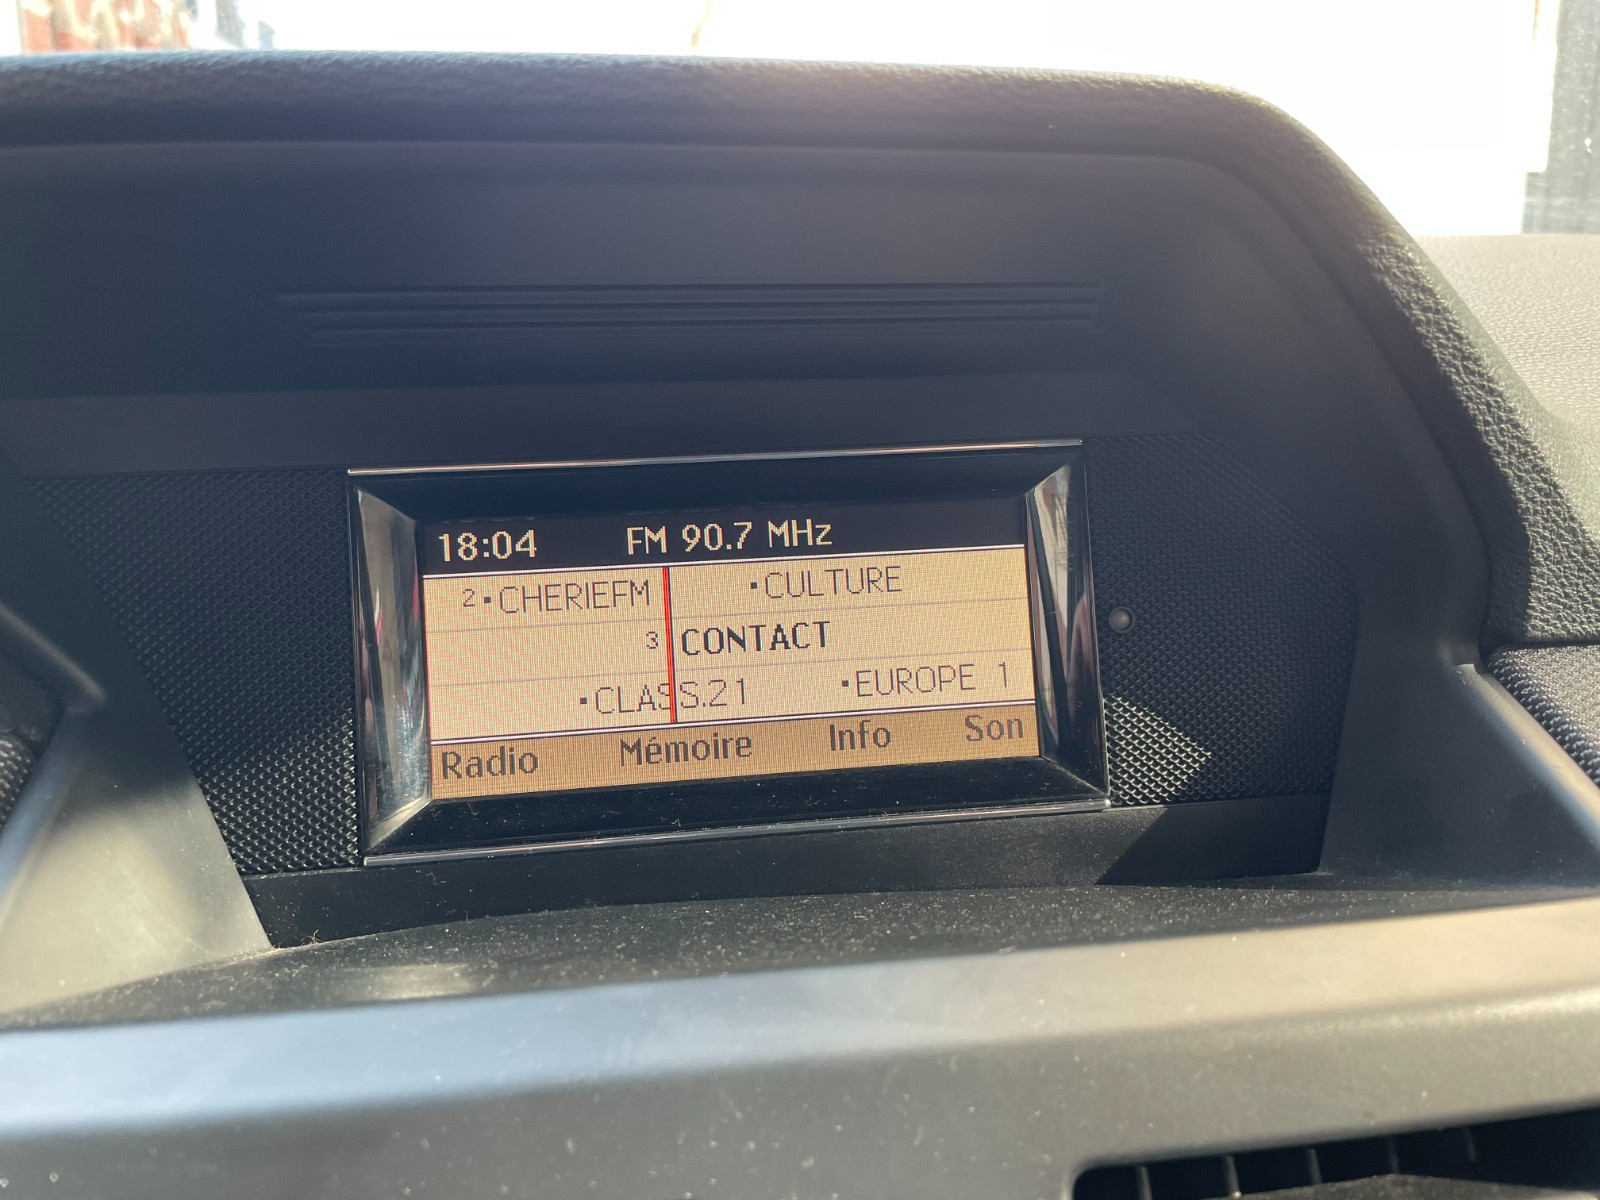 18:04 FM 90.7 MHz
2 ▪CHERIEFM ▪CULTURE
3 CONTACT
▪CLASS.21 ▪EUROPE 1
Radio Mémoire Info Son